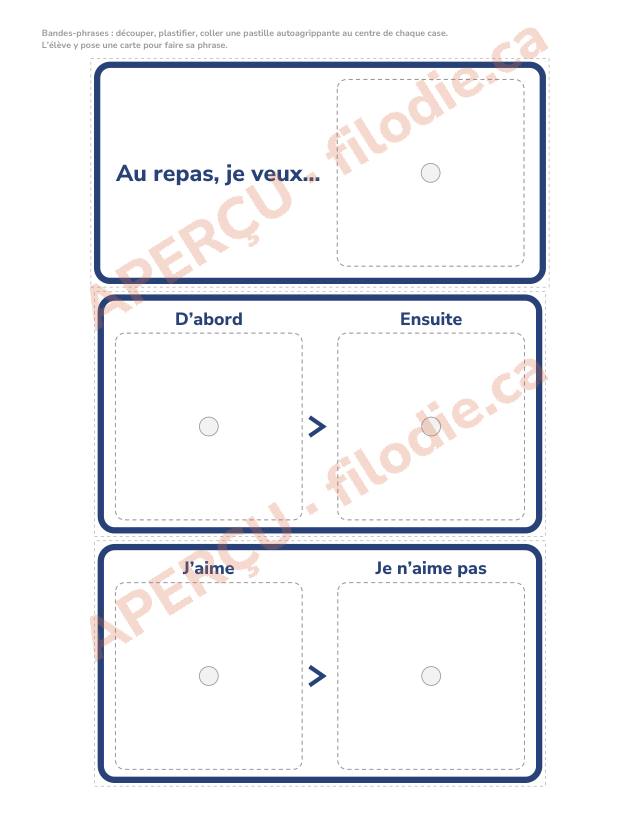 Bandes-phrases : découper, plastifier, coller une pastille autoagrippante au centre de chaque case.
L’élève y pose une carte pour faire sa phrase.
Au repas, je veux...
APERÇU · filodie.ca
D’abord
Ensuite
>
APERÇU · filodie.ca
J’aime
Je n’aime pas
>